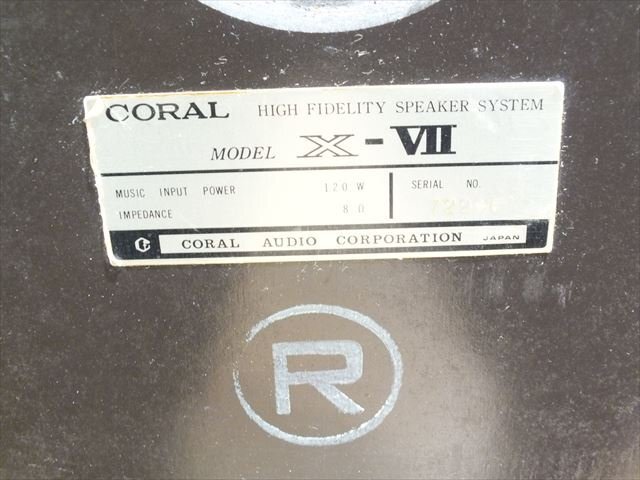 CORAL HIGH FIDELITY SPEAKER SYSTEM
MODEL X-VII
MUSIC INPUT POWER 120 W
IMPEDANCE 8 Ω
SERIAL NO.
CORAL AUDIO CORPORATION JAPAN
R